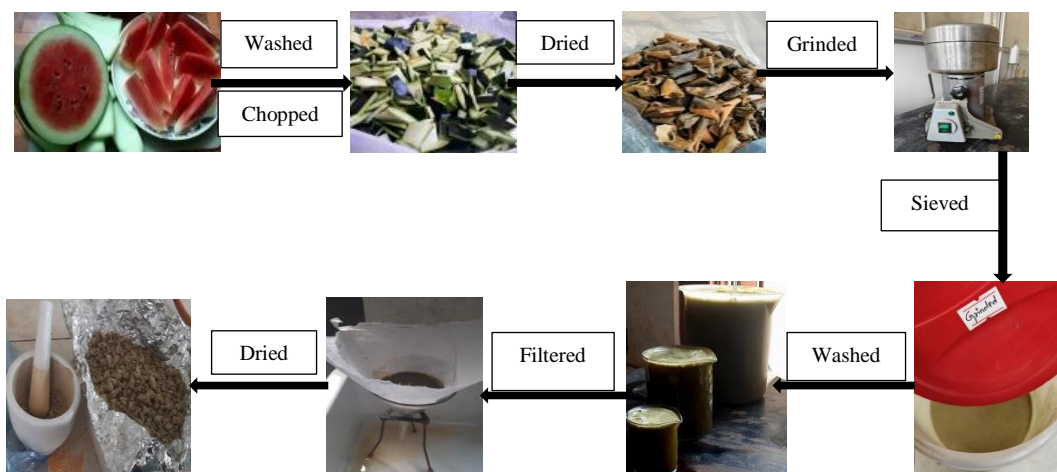 Washed
Chopped
Dried
Grinded
Sieved
Grinded
Washed
Filtered
Dried